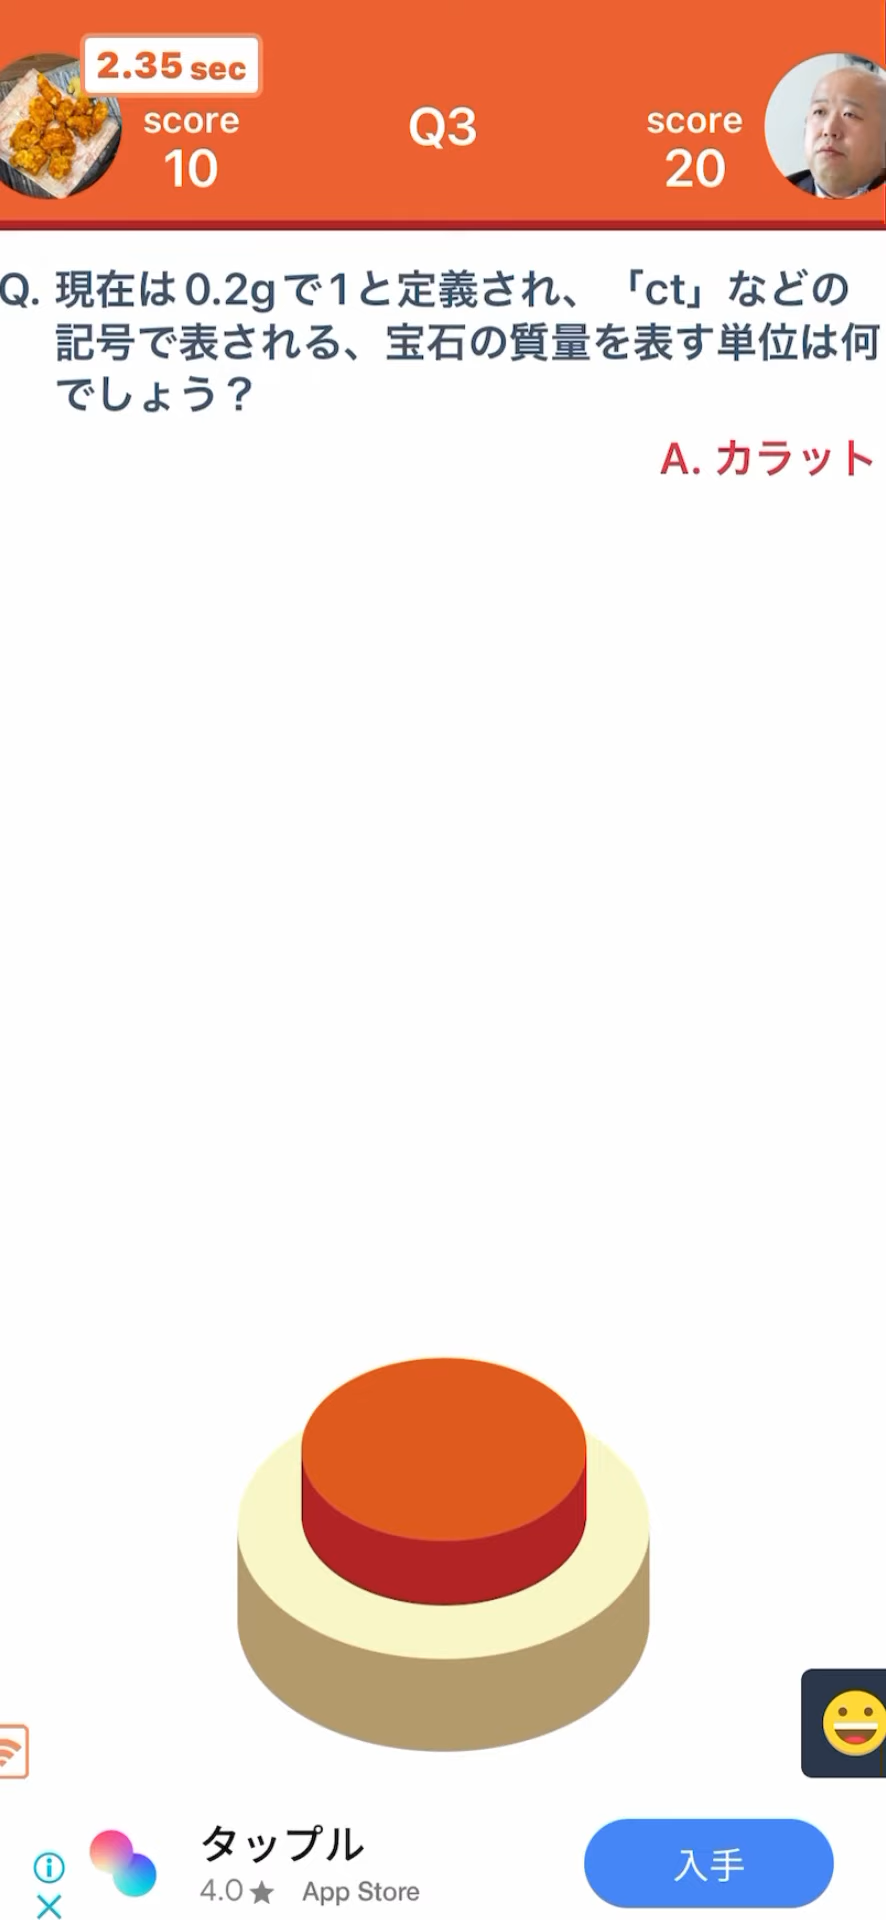 2.35 sec
score
10
Q3
score
20
Q. 現在は0.2gで1と定義され、「ct」などの
記号で表される、宝石の質量を表す単位は何
でしょう？
A. カラット
タップル
4.0★ App Store
入手